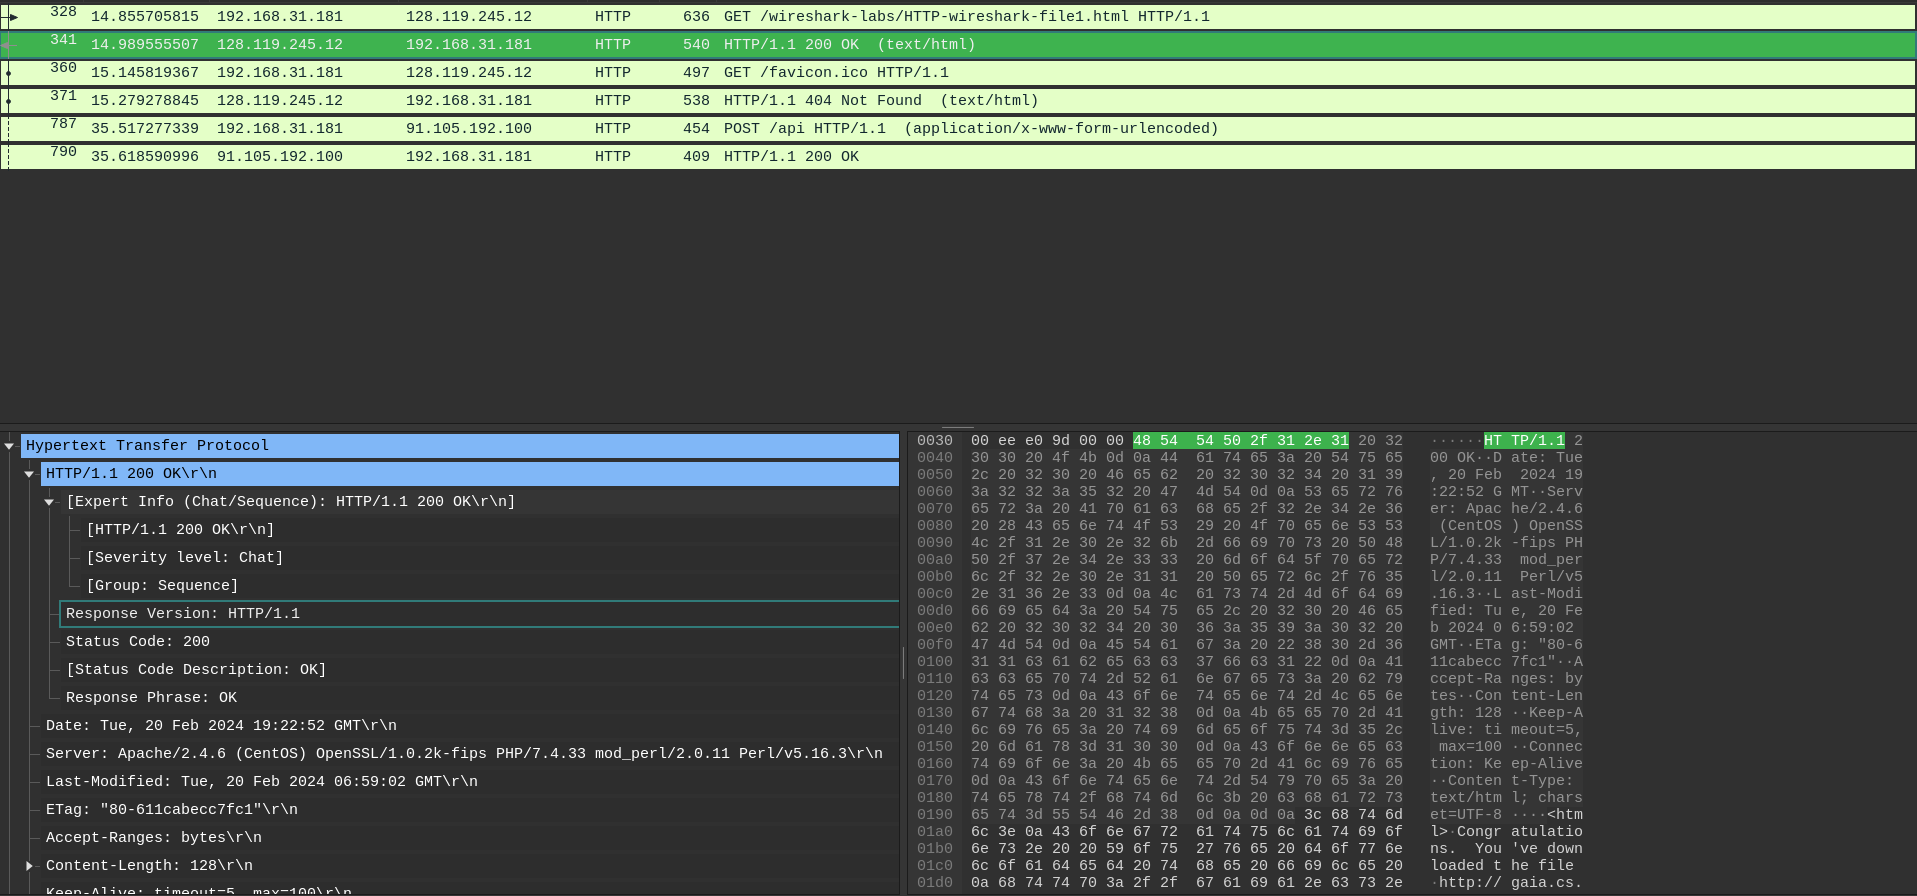 328 14.855705815 192.168.31.181 128.119.245.12 HTTP 636 GET /wireshark-labs/HTTP-wireshark-file1.html HTTP/1.1
341 14.989555507 128.119.245.12 192.168.31.181 HTTP 540 HTTP/1.1 200 OK (text/html)
360 15.145819367 192.168.31.181 128.119.245.12 HTTP 497 GET /favicon.ico HTTP/1.1
371 15.279278845 128.119.245.12 192.168.31.181 HTTP 538 HTTP/1.1 404 Not Found (text/html)
787 35.517277339 192.168.31.181 91.105.192.100 HTTP 454 POST /api HTTP/1.1 (application/x-www-form-urlencoded)
790 35.618590996 91.105.192.100 192.168.31.181 HTTP 409 HTTP/1.1 200 OK
Hypertext Transfer Protocol
HTTP/1.1 200 OK\r\n
[Expert Info (Chat/Sequence): HTTP/1.1 200 OK\r\n]
[HTTP/1.1 200 OK\r\n]
[Severity level: Chat]
[Group: Sequence]
Response Version: HTTP/1.1
Status Code: 200
[Status Code Description: OK]
Response Phrase: OK
Date: Tue, 20 Feb 2024 19:22:52 GMT\r\n
Server: Apache/2.4.6 (CentOS) OpenSSL/1.0.2k-fips PHP/7.4.33 mod_perl/2.0.11 Perl/v5.16.3\r\n
Last-Modified: Tue, 20 Feb 2024 06:59:02 GMT\r\n
ETag: "80-611cabecc7fc1"\r\n
Accept-Ranges: bytes\r\n
Content-Length: 128\r\n
Keep-Alive: timeout=5, max=100\r\n
0030 00 ee e0 9d 00 00 48 54 54 50 2f 31 2e 31 20 32 ······HT TP/1.1 2
0040 30 30 20 4f 4b 0d 0a 44 61 74 65 3a 20 54 75 65 00 OK··D ate: Tue
0050 2c 20 32 30 20 46 65 62 20 32 30 32 34 20 31 39 , 20 Feb 2024 19
0060 3a 32 32 3a 35 32 20 47 4d 54 0d 0a 53 65 72 76 :22:52 G MT··Serv
0070 65 72 3a 20 41 70 61 63 68 65 2f 32 2e 34 2e 36 er: Apac he/2.4.6
0080 20 28 43 65 6e 74 4f 53 29 20 4f 70 65 6e 53 53 (CentOS ) OpenSS
0090 4c 2f 31 2e 30 2e 32 6b 2d 66 69 70 73 20 50 48 L/1.0.2k -fips PH
00a0 50 2f 37 2e 34 2e 33 33 20 6d 6f 64 5f 70 65 72 P/7.4.33 mod_per
00b0 6c 2f 32 2e 30 2e 31 31 20 50 65 72 6c 2f 76 35 l/2.0.11 Perl/v5
00c0 2e 31 36 2e 33 0d 0a 4c 61 73 74 2d 4d 6f 64 69 .16.3··L ast-Modi
00d0 66 69 65 64 3a 20 54 75 65 2c 20 32 30 20 46 65 fied: Tu e, 20 Fe
00e0 62 20 32 30 32 34 20 30 36 3a 35 39 3a 30 32 20 b 2024 0 6:59:02
00f0 47 4d 54 0d 0a 45 54 61 67 3a 20 22 38 30 2d 36 GMT··ETa g: "80-6
0100 31 31 63 61 62 65 63 63 37 66 63 31 22 0d 0a 41 11cabecc 7fc1"··A
0110 63 63 65 70 74 2d 52 61 6e 67 65 73 3a 20 62 79 ccept-Ra nges: by
0120 74 65 73 0d 0a 43 6f 6e 74 65 6e 74 2d 4c 65 6e tes··Con tent-Len
0130 67 74 68 3a 20 31 32 38 0d 0a 4b 65 65 70 2d 41 gth: 128 ··Keep-A
0140 6c 69 76 65 3a 20 74 69 6d 65 6f 75 74 3d 35 2c live: ti meout=5,
0150 20 6d 61 78 3d 31 30 30 0d 0a 43 6f 6e 6e 65 63 max=100 ··Connec
0160 74 69 6f 6e 3a 20 4b 65 65 70 2d 41 6c 69 76 65 tion: Ke ep-Alive
0170 0d 0a 43 6f 6e 74 65 6e 74 2d 54 79 70 65 3a 20 ··Conten t-Type:
0180 74 65 78 74 2f 68 74 6d 6c 3b 20 63 68 61 72 73 text/htm l; chars
0190 65 74 3d 55 54 46 2d 38 0d 0a 0d 0a 3c 68 74 6d et=UTF-8 ····<htm
01a0 6c 3e 0a 43 6f 6e 67 72 61 74 75 6c 61 74 69 6f l>·Congr atulatio
01b0 6e 73 2e 20 20 59 6f 75 27 76 65 20 64 6f 77 6e ns. You 've down
01c0 6c 6f 61 64 65 64 20 74 68 65 20 66 69 6c 65 20 loaded t he file
01d0 0a 68 74 74 70 3a 2f 2f 67 61 69 61 2e 63 73 2e ·http:// gaia.cs.